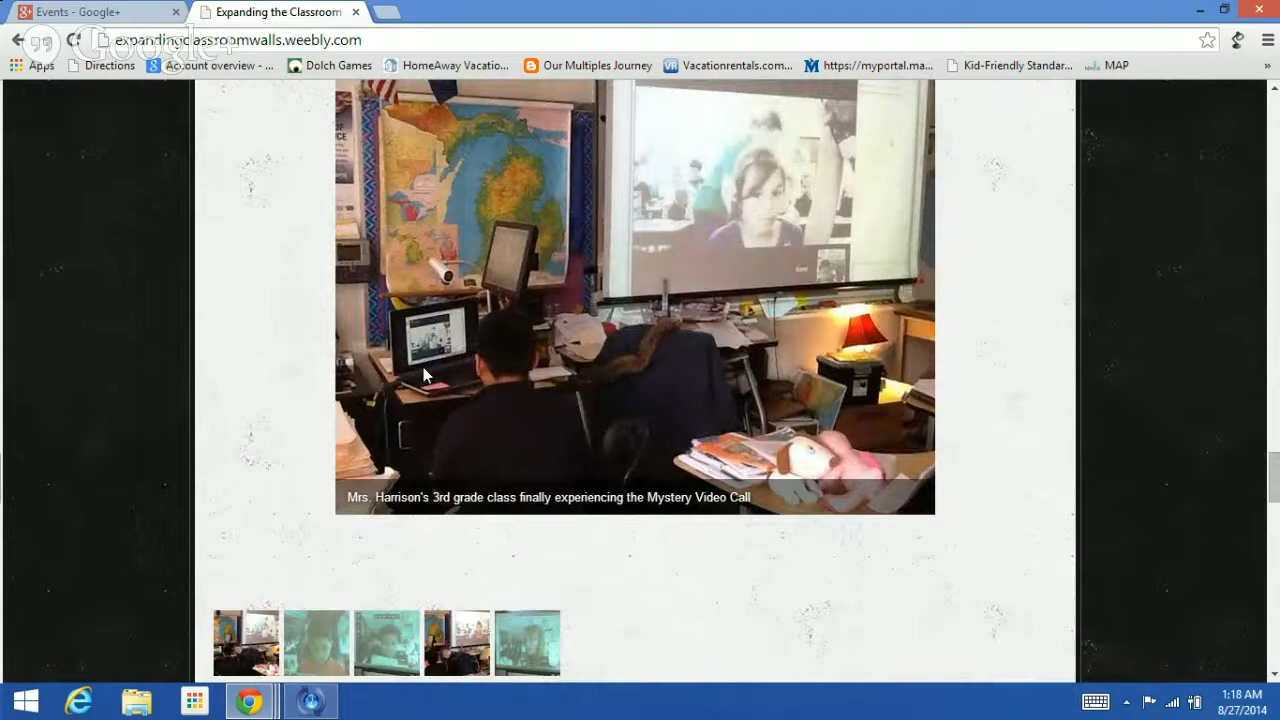 Events - Google+
Expanding the Classroom
expandingclassroomwalls.weebly.com
Google+
Apps
Directions
Account overview - ...
Dolch Games
HomeAway Vacatio...
Our Multiples Journey
VR
Vacationrentals.com...
https://myportal.ma...
Kid-Friendly Standar...
MAP
»
Mrs. Harrison's 3rd grade class finally experiencing the Mystery Video Call
1:18 AM
8/27/2014